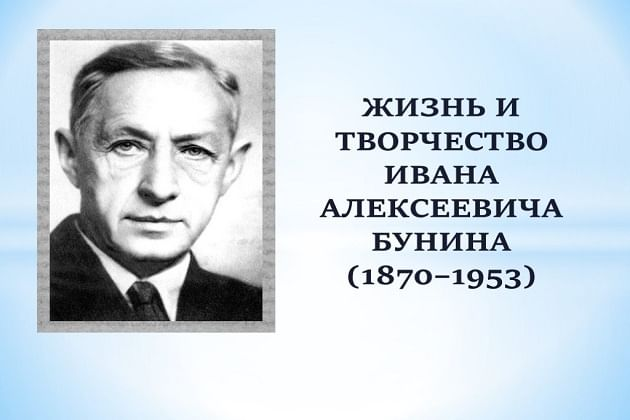 ЖИЗНЬ И
ТВОРЧЕСТВО
ИВАНА
АЛЕКСЕЕВИЧА
БУНИНА
(1870–1953)